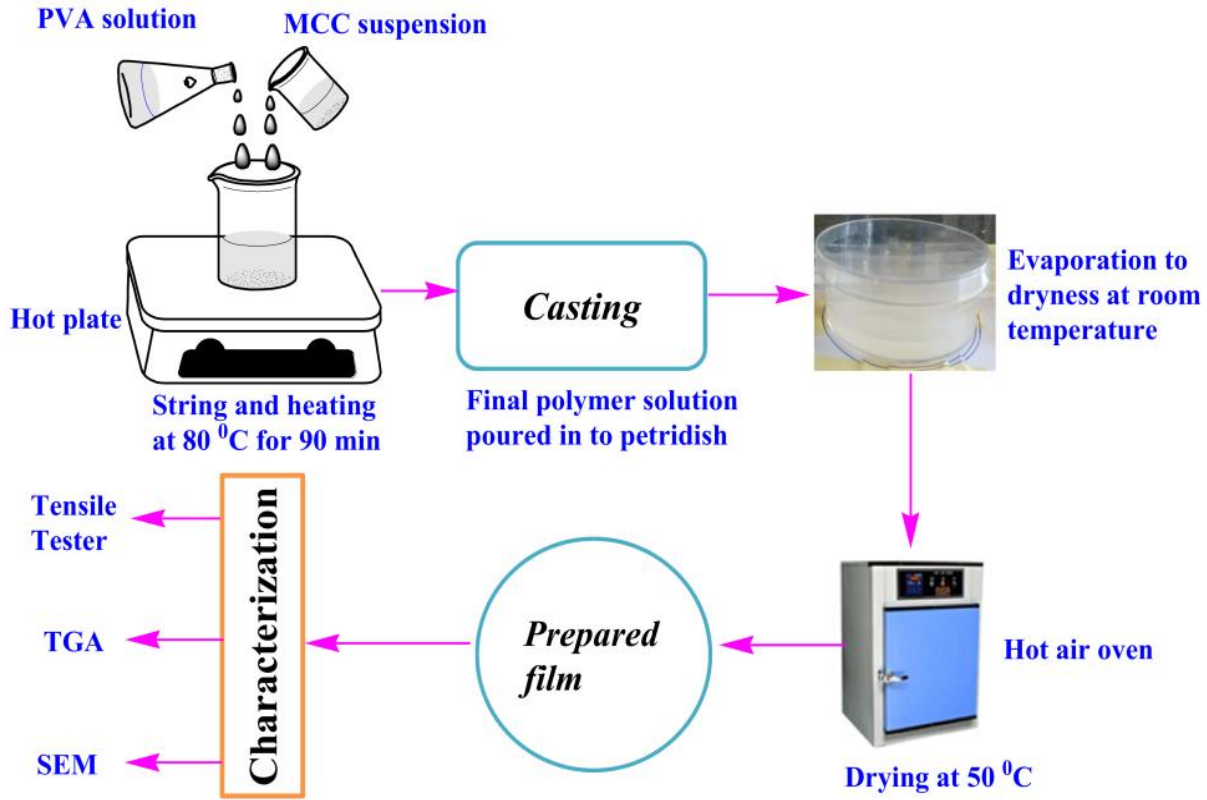 PVA solution
MCC suspension
Hot plate
String and heating
at 80 ⁰C for 90 min
Casting
Final polymer solution
poured in to petridish
Evaporation to
dryness at room
temperature
Hot air oven
Drying at 50 ⁰C
Prepared
film
Characterization
Tensile
Tester
TGA
SEM